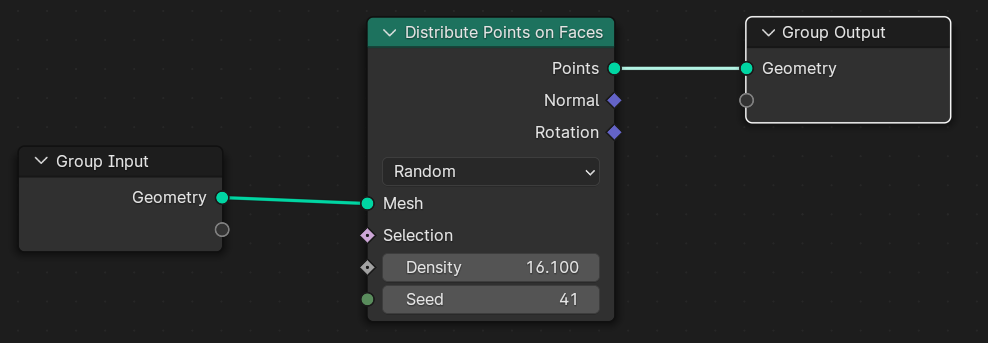 Group Input
Geometry
Distribute Points on Faces
Points
Normal
Rotation
Random
Mesh
Selection
Density 16.100
Seed 41
Group Output
Geometry